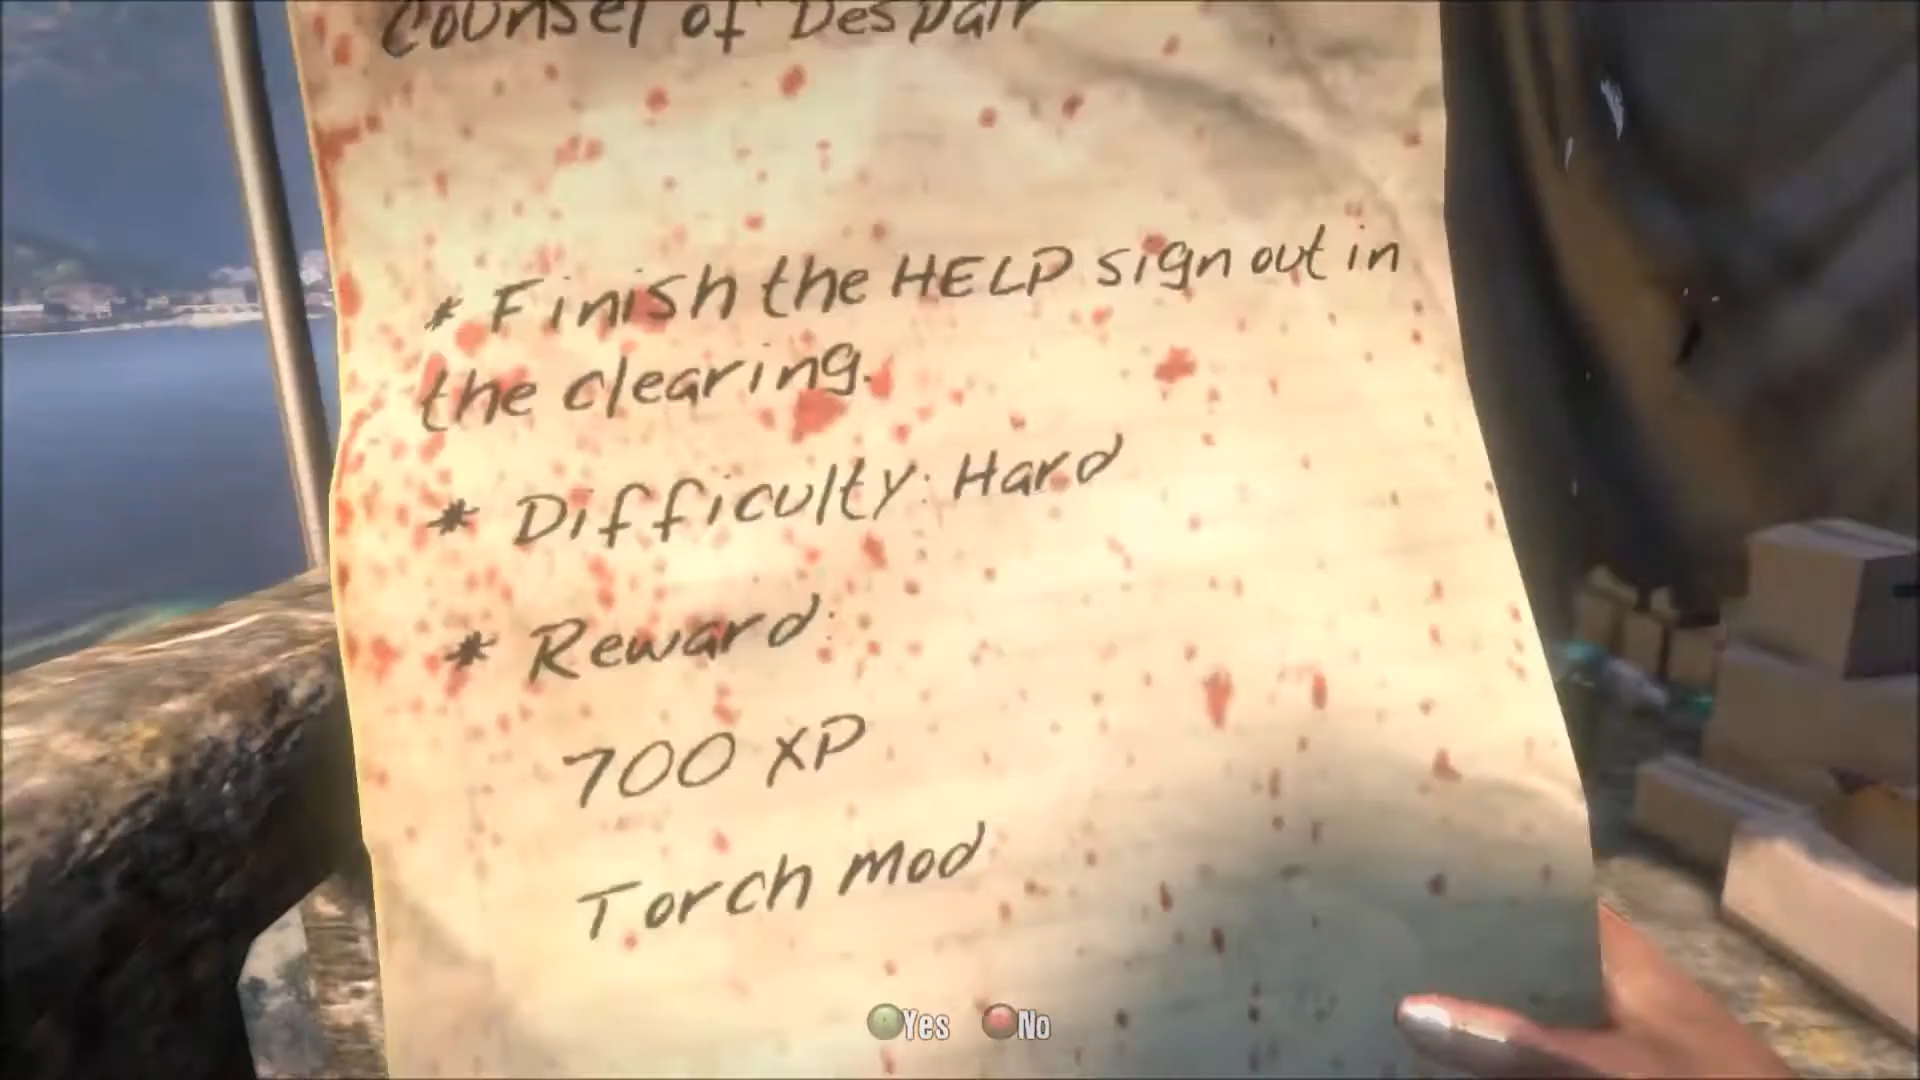 Counsel of Despair
* Finish the HELP sign out in
the clearing.
* Difficulty: Hard
* Reward:
700 XP
Torch Mod
Yes No